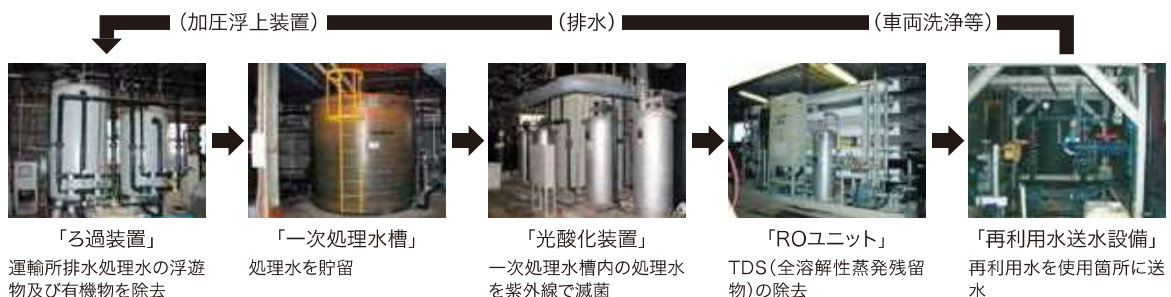 （加圧浮上装置） （排水） （車両洗浄等）
「ろ過装置」
運輸所排水処理水の浮遊
物及び有機物を除去
「一次処理水槽」
処理水を貯留
「光酸化装置」
一次処理水槽内の処理水
を紫外線で滅菌
「ROユニット」
TDS（全溶解性蒸発残留
物）の除去
「再利用水送水設備」
再利用水を使用箇所に送
水